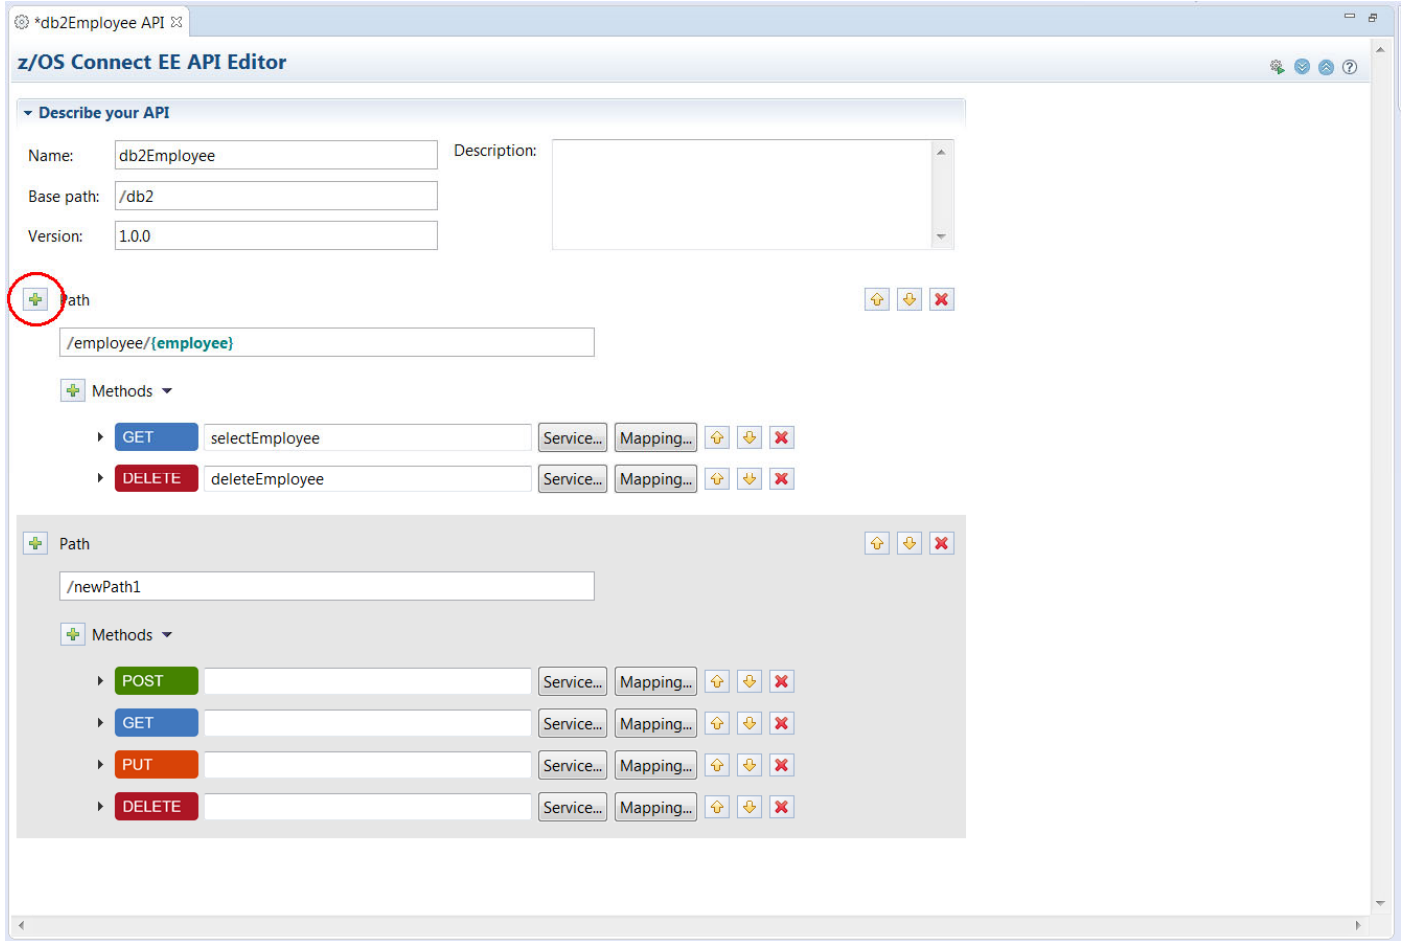 *db2Employee API
z/OS Connect EE API Editor
Describe your API
Name: db2Employee
Description:
Base path: /db2
Version: 1.0.0
Path
/employee/{employee}
Methods
GET selectEmployee Service... Mapping...
DELETE deleteEmployee Service... Mapping...
Path
/newPath1
Methods
POST Service... Mapping...
GET Service... Mapping...
PUT Service... Mapping...
DELETE Service... Mapping...